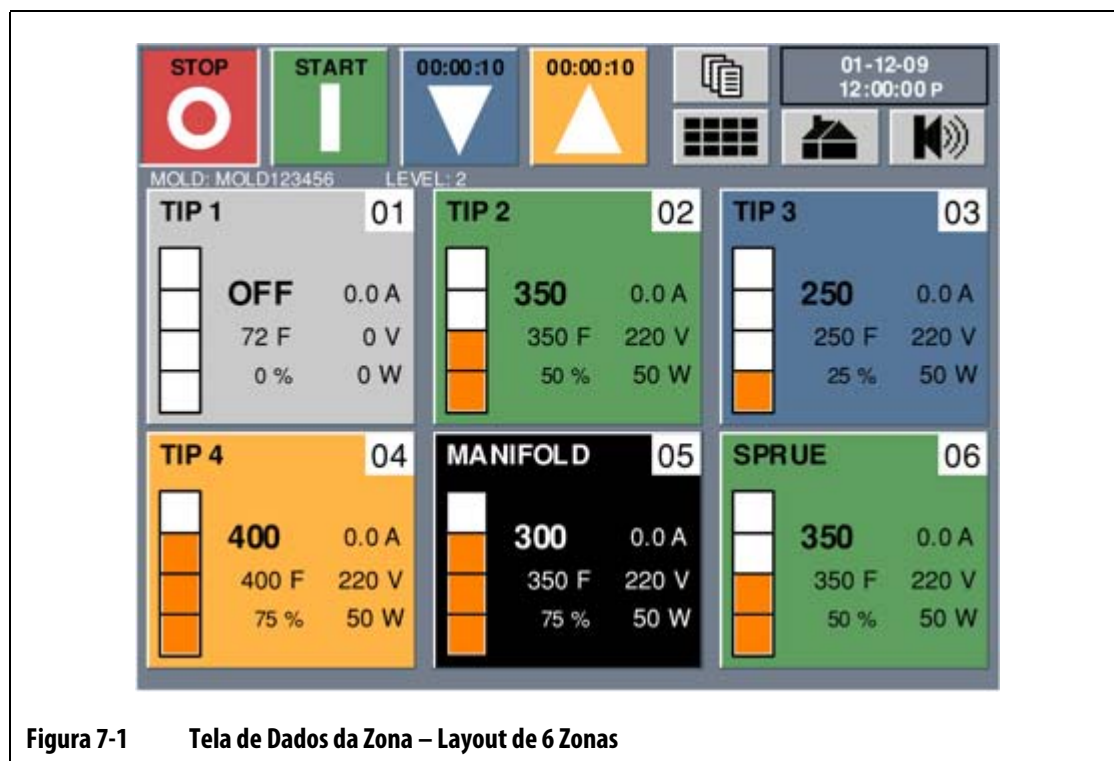 STOP START 00:00:10 00:00:10 01-12-09
12:00:00 P
MOLD: MOLD123456 LEVEL: 2
TIP 1 01 TIP 2 02 TIP 3 03
OFF 0.0 A 350 0.0 A 250 0.0 A
72 F 0 V 350 F 220 V 250 F 220 V
0 % 0 W 50 % 50 W 25 % 50 W
TIP 4 04 MANIFOLD 05 SPRUE 06
400 0.0 A 300 0.0 A 350 0.0 A
400 F 220 V 350 F 220 V 350 F 220 V
75 % 50 W 75 % 50 W 50 % 50 W
Figura 7-1 Tela de Dados da Zona – Layout de 6 Zonas